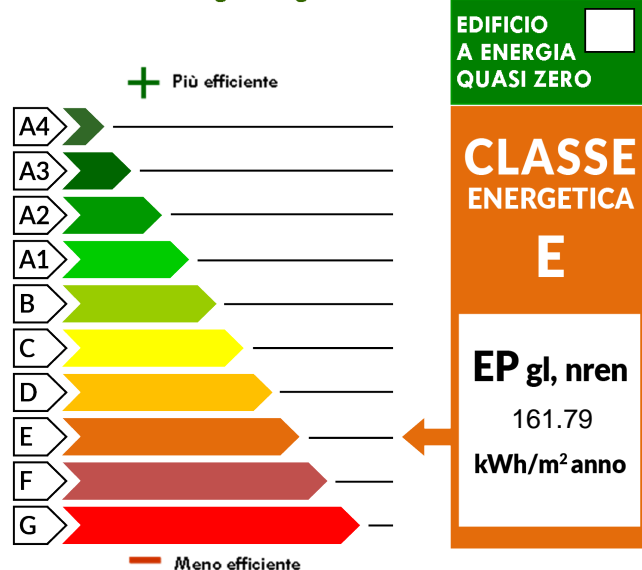 EDIFICIO
A ENERGIA
QUASI ZERO
Più efficiente
A4
A3
A2
A1
B
C
D
E
F
G
Meno efficiente
CLASSE
ENERGETICA
E
EP gl, nren
161.79
kWh/m² anno